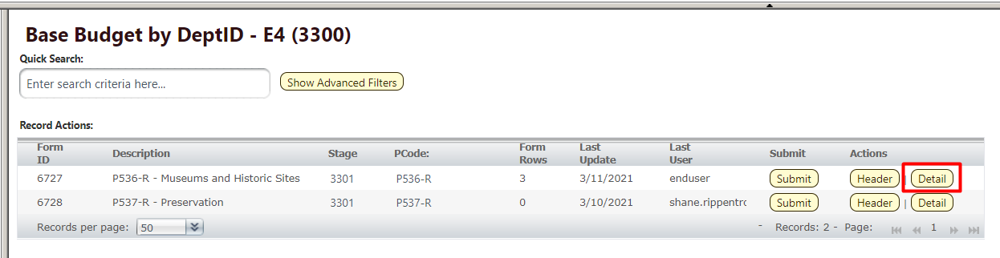 Base Budget by DeptID - E4 (3300)
Quick Search:
Enter search criteria here... Show Advanced Filters
Record Actions:
Form ID Description Stage PCode: Form Rows Last Update Last User Submit Actions
6727 P536-R - Museums and Historic Sites 3301 P536-R 3 3/11/2021 enduser Submit Header | Detail
6728 P537-R - Preservation 3301 P537-R 0 3/10/2021 shane.rippentro Submit Header | Detail
Records per page: 50 - Records: 2 - Page: 1